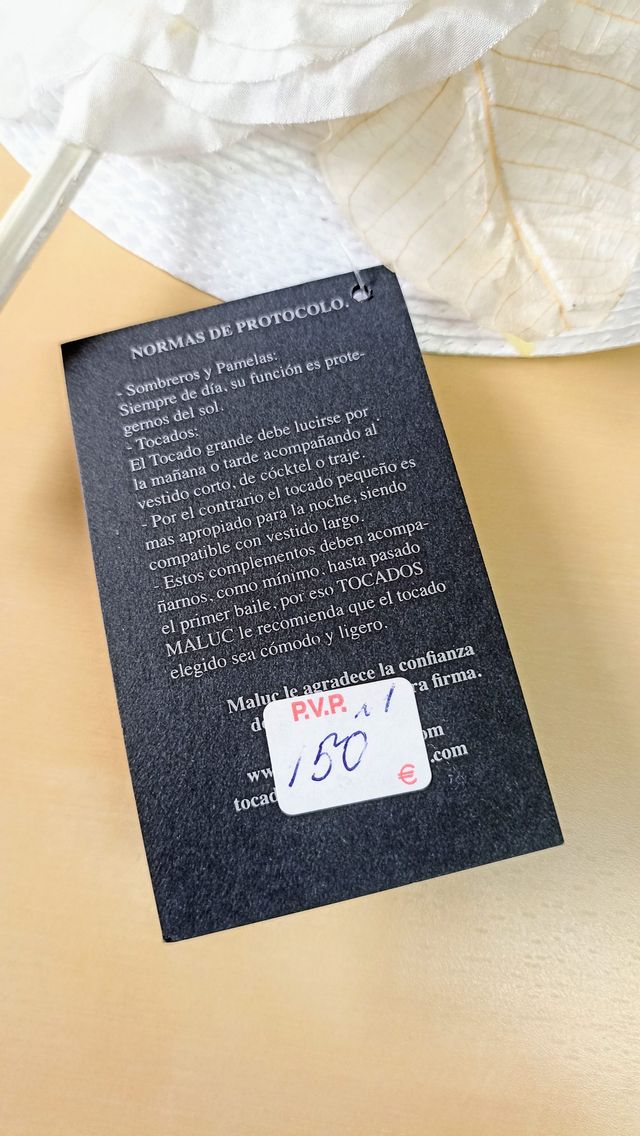 NORMAS DE PROTOCOLO.
- Sombreros y Pamelas:
Siempre de día, su función es prote-
gernos del sol.
- Tocados:
El Tocado grande debe lucirse por
la mañana o tarde acompañando al
vestido corto, de cócktel o traje.
- Por el contrario el tocado pequeño es
mas apropiado para la noche, siendo
compatible con vestido largo.
- Estos complementos deben acompa-
ñarnos, como mínimo, hasta pasado
el primer baile, por eso TOCADOS
MALUC le recomienda que el tocado
elegido sea cómodo y ligero.
Maluc le agradece la confianza
firma.
P.V.P.
150
€
.com